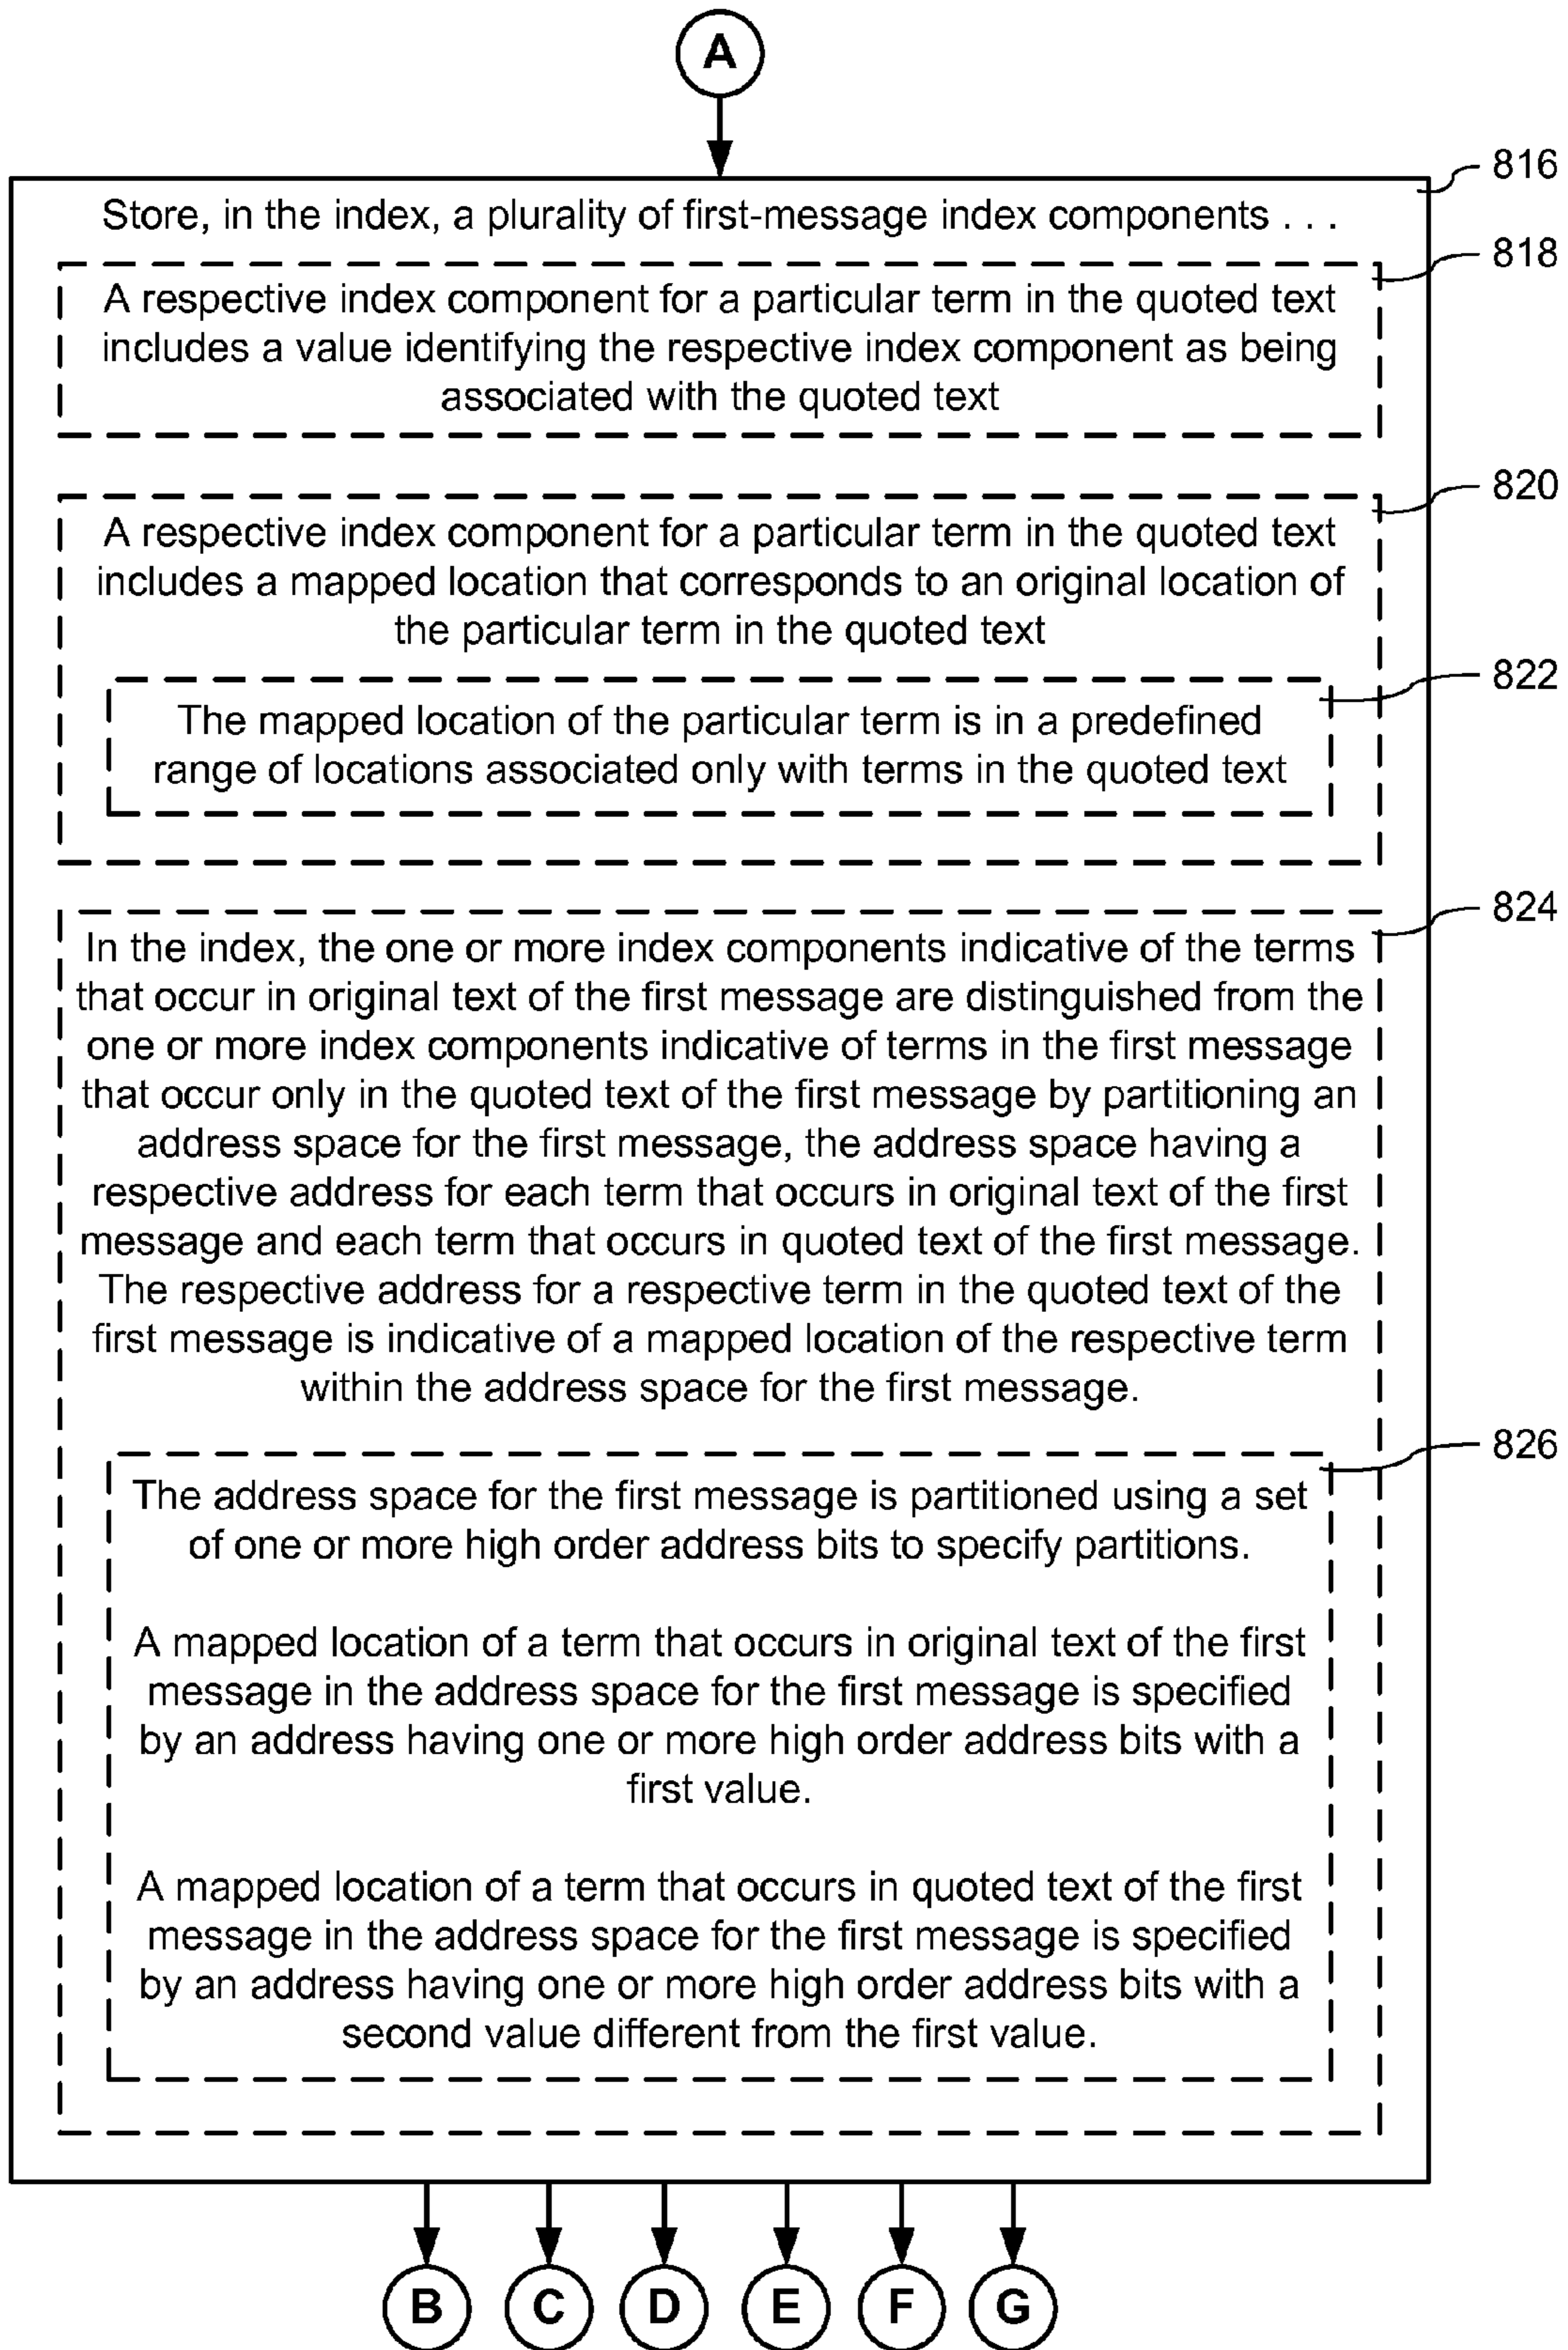 A
816
Store, in the index, a plurality of first-message index components . . .
818
A respective index component for a particular term in the quoted text
includes a value identifying the respective index component as being
associated with the quoted text
820
A respective index component for a particular term in the quoted text
includes a mapped location that corresponds to an original location of
the particular term in the quoted text
822
The mapped location of the particular term is in a predefined
range of locations associated only with terms in the quoted text
824
In the index, the one or more index components indicative of the terms
that occur in original text of the first message are distinguished from the
one or more index components indicative of terms in the first message
that occur only in the quoted text of the first message by partitioning an
address space for the first message, the address space having a
respective address for each term that occurs in original text of the first
message and each term that occurs in quoted text of the first message.
The respective address for a respective term in the quoted text of the
first message is indicative of a mapped location of the respective term
within the address space for the first message.
826
The address space for the first message is partitioned using a set
of one or more high order address bits to specify partitions.
A mapped location of a term that occurs in original text of the first
message in the address space for the first message is specified
by an address having one or more high order address bits with a
first value.
A mapped location of a term that occurs in quoted text of the first
message in the address space for the first message is specified
by an address having one or more high order address bits with a
second value different from the first value.
B C D E F G